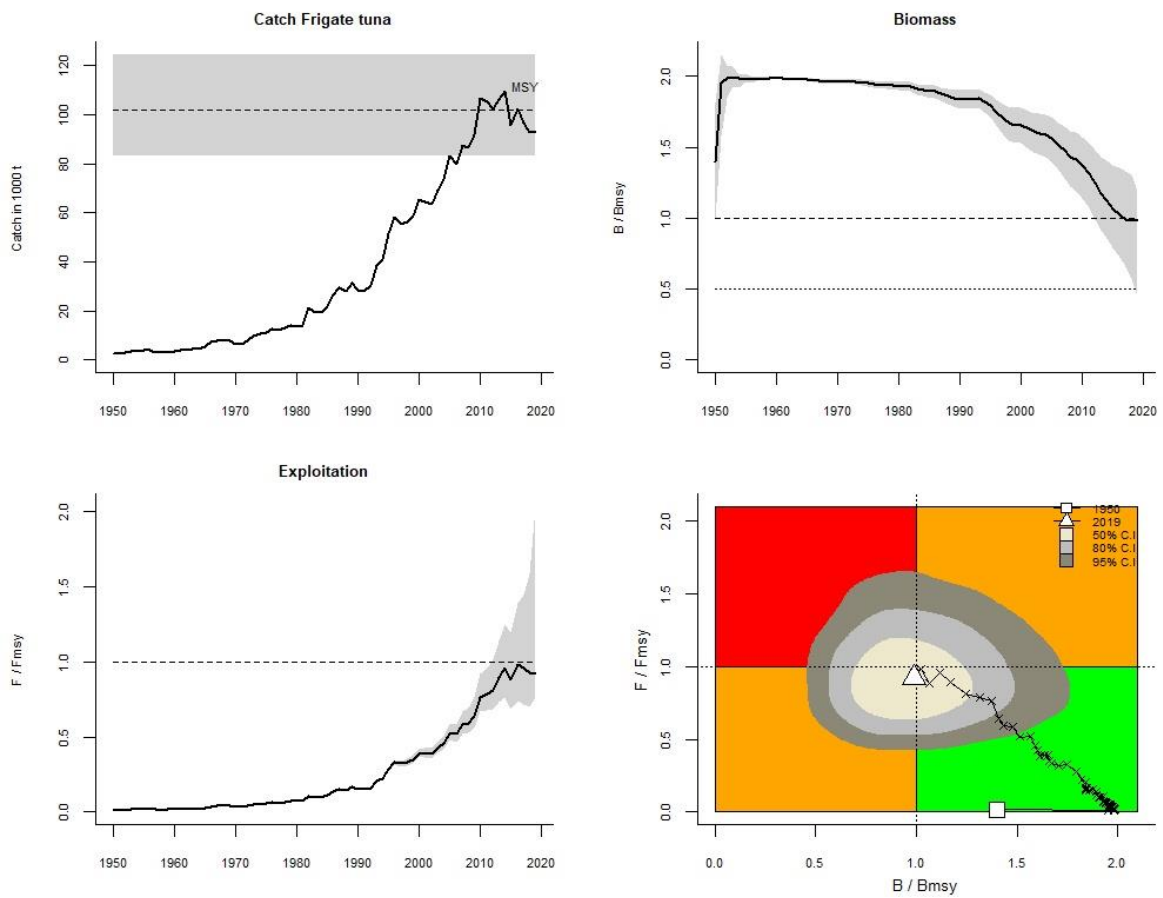 Catch Frigate tuna
Catch in 1000 t
120
100
80
60
40
20
0
MSY
1950 1960 1970 1980 1990 2000 2010 2020
Biomass
B / Bmsy
2.0
1.5
1.0
0.5
0.0
1950 1960 1970 1980 1990 2000 2010 2020
Exploitation
F / Fmsy
2.0
1.5
1.0
0.5
0.0
1950 1960 1970 1980 1990 2000 2010 2020
F / Fmsy
2.0
1.5
1.0
0.5
0.0
1950
2019
50% C.I
80% C.I
95% C.I
0.0 0.5 1.0 1.5 2.0
B / Bmsy